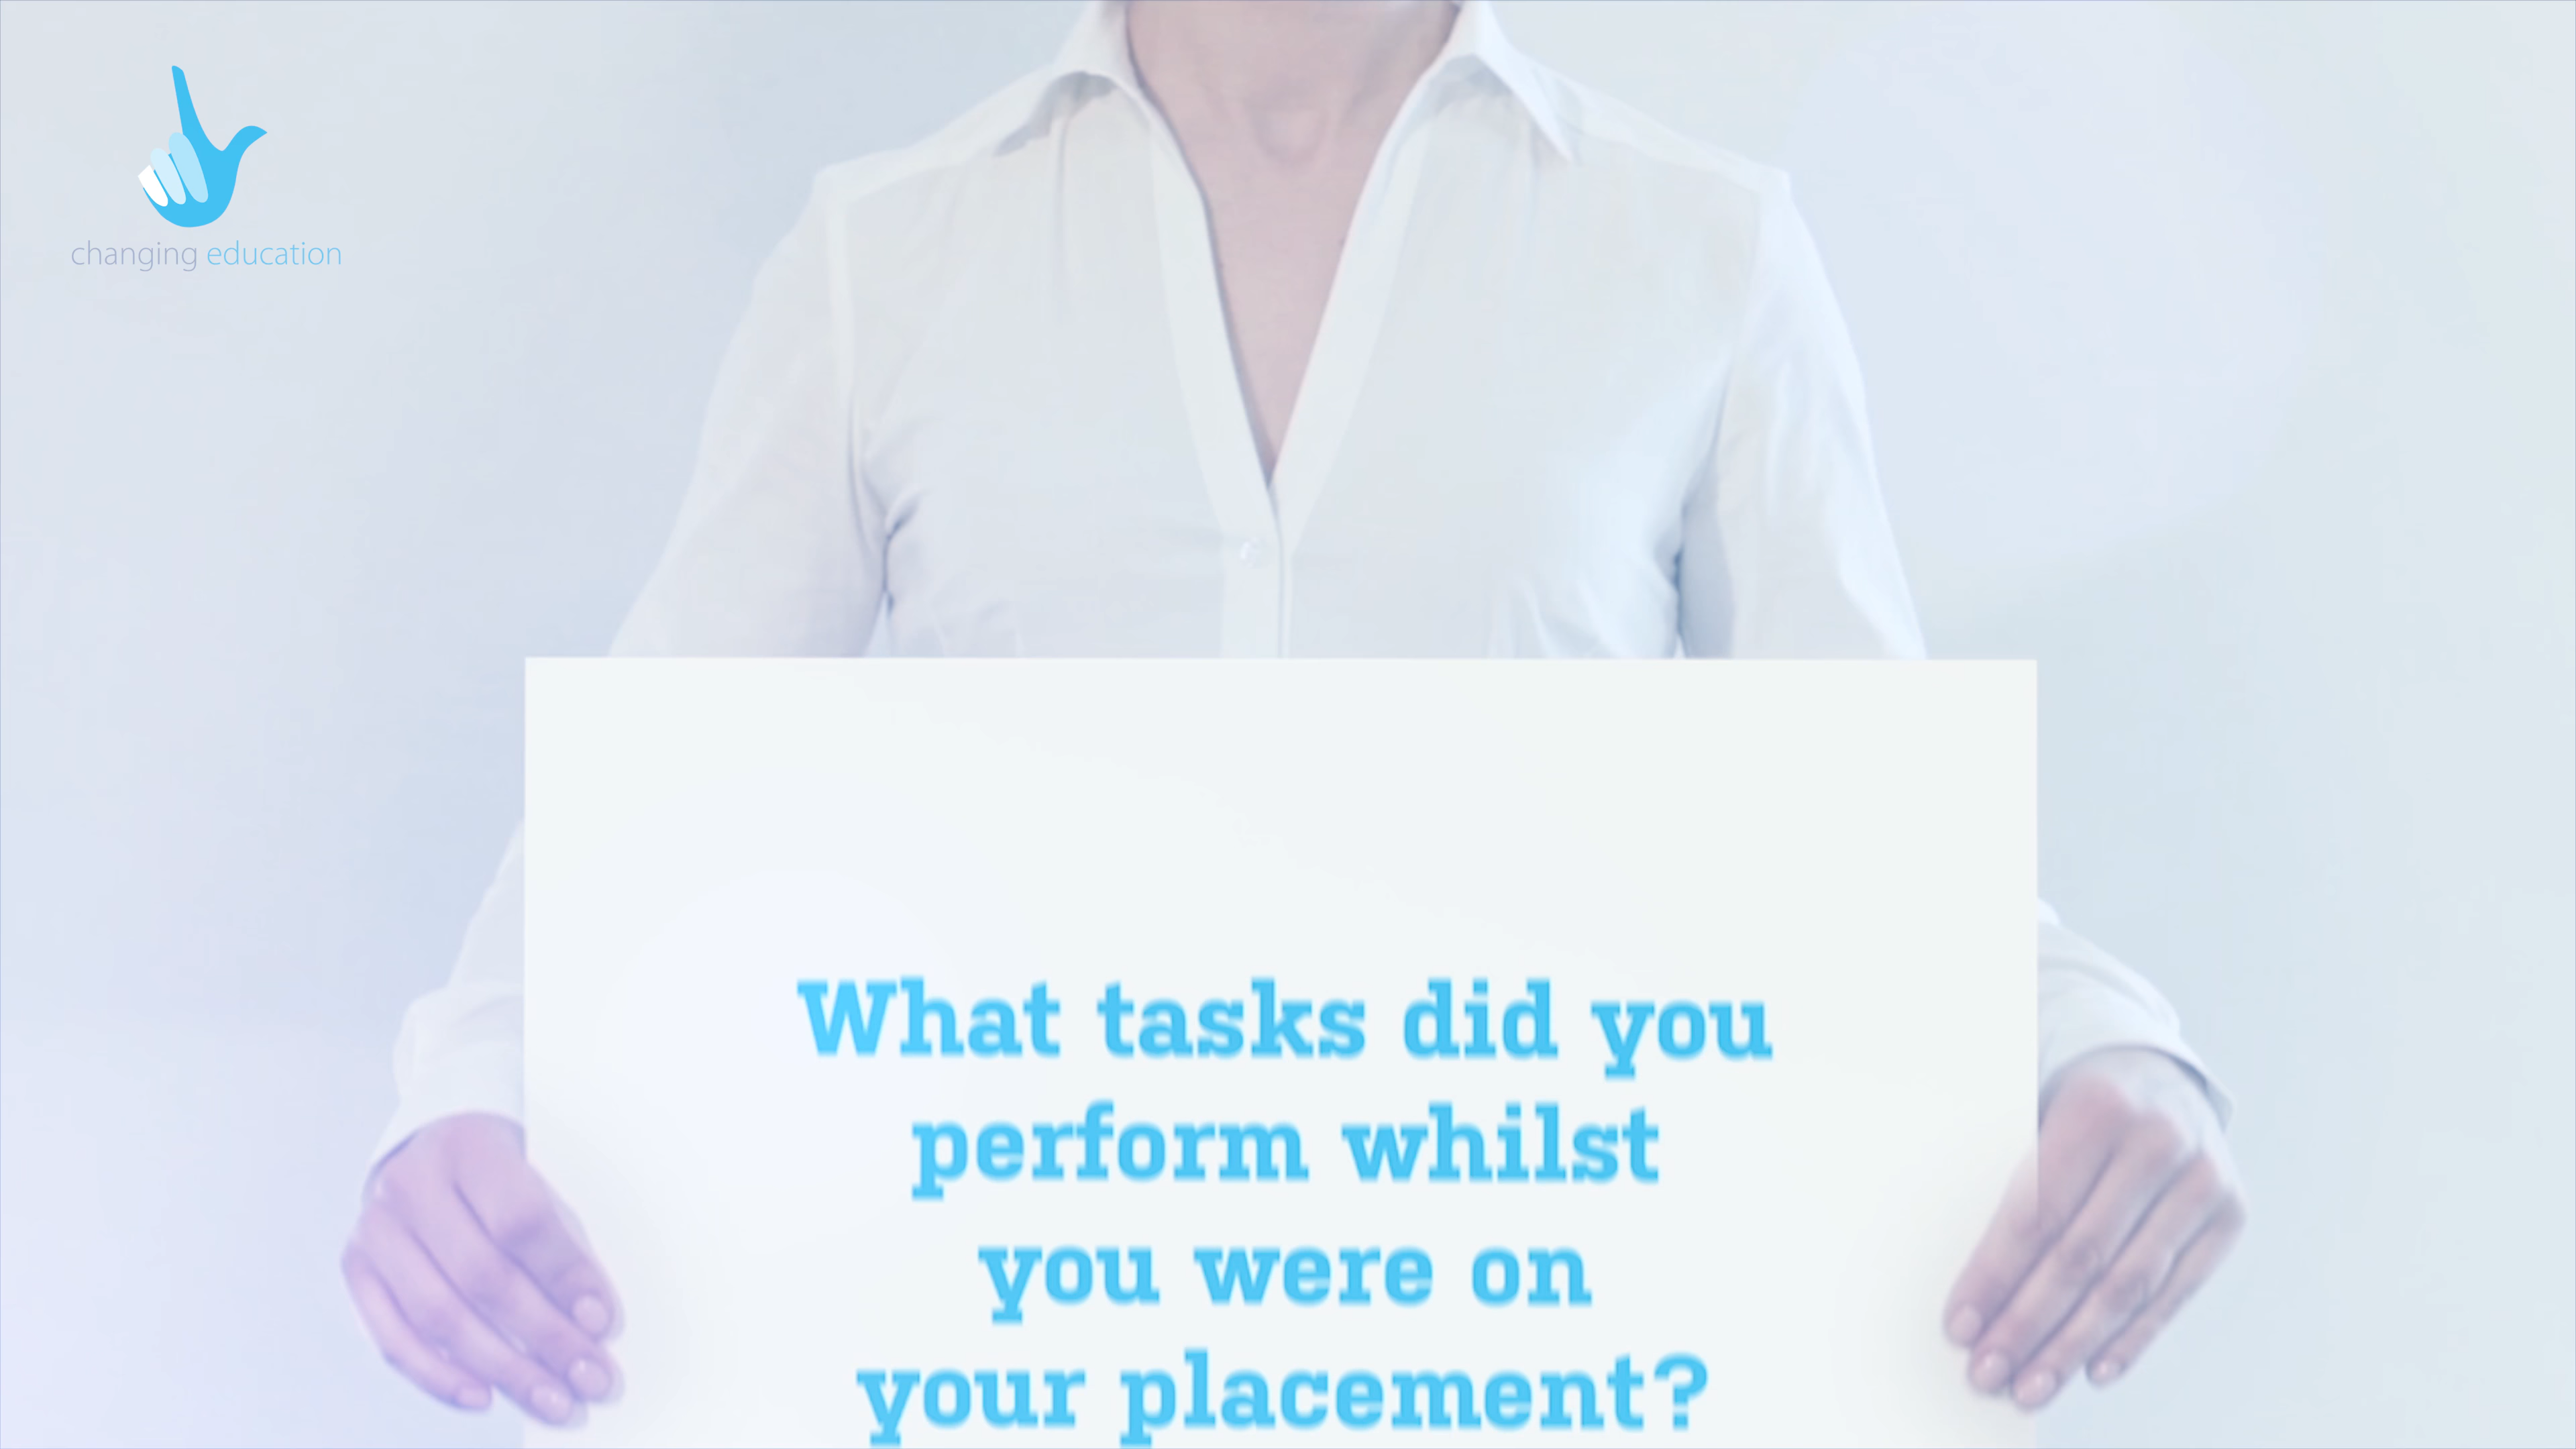 changing education
What tasks did you
perform whilst
you were on
your placement?